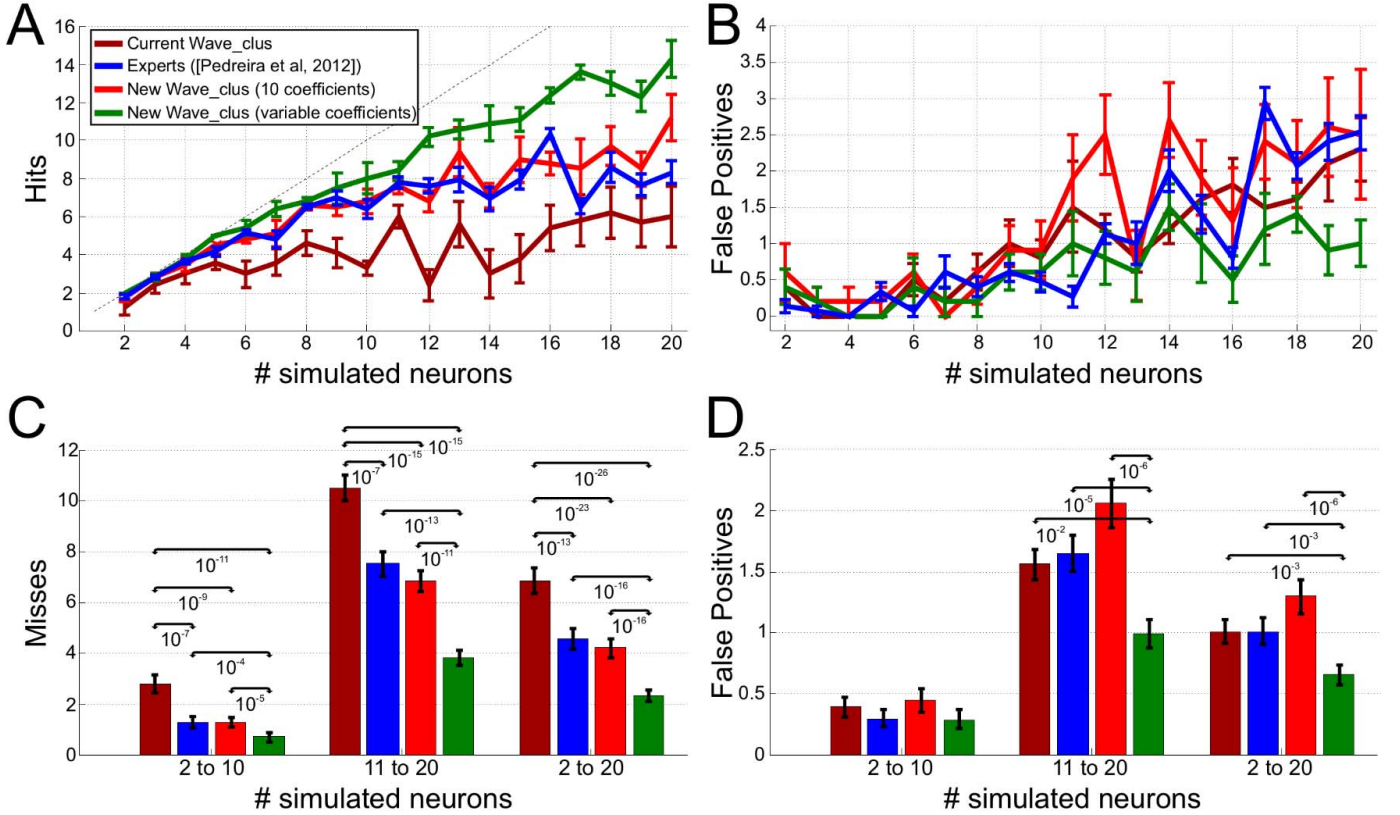 A
16
14
12
10
8
6
4
2
0
Hits
Current Wave_clus
Experts ([Pedreira et al, 2012])
New Wave_clus (10 coefficients)
New Wave_clus (variable coefficients)
2 4 6 8 10 12 14 16 18 20
# simulated neurons
B
4
3.5
3
2.5
2
1.5
1
0.5
0
False Positives
2 4 6 8 10 12 14 16 18 20
# simulated neurons
C
12
10
8
6
4
2
0
Misses
10^-11
10^-9
10^-7
10^-4
10^-5
10^-15
10^-15
10^-7
10^-13
10^-11
10^-26
10^-23
10^-13
10^-16
10^-16
2 to 10 11 to 20 2 to 20
# simulated neurons
D
2.5
2
1.5
1
0.5
0
False Positives
10^-6
10^-5
10^-2
10^-6
10^-3
10^-3
2 to 10 11 to 20 2 to 20
# simulated neurons